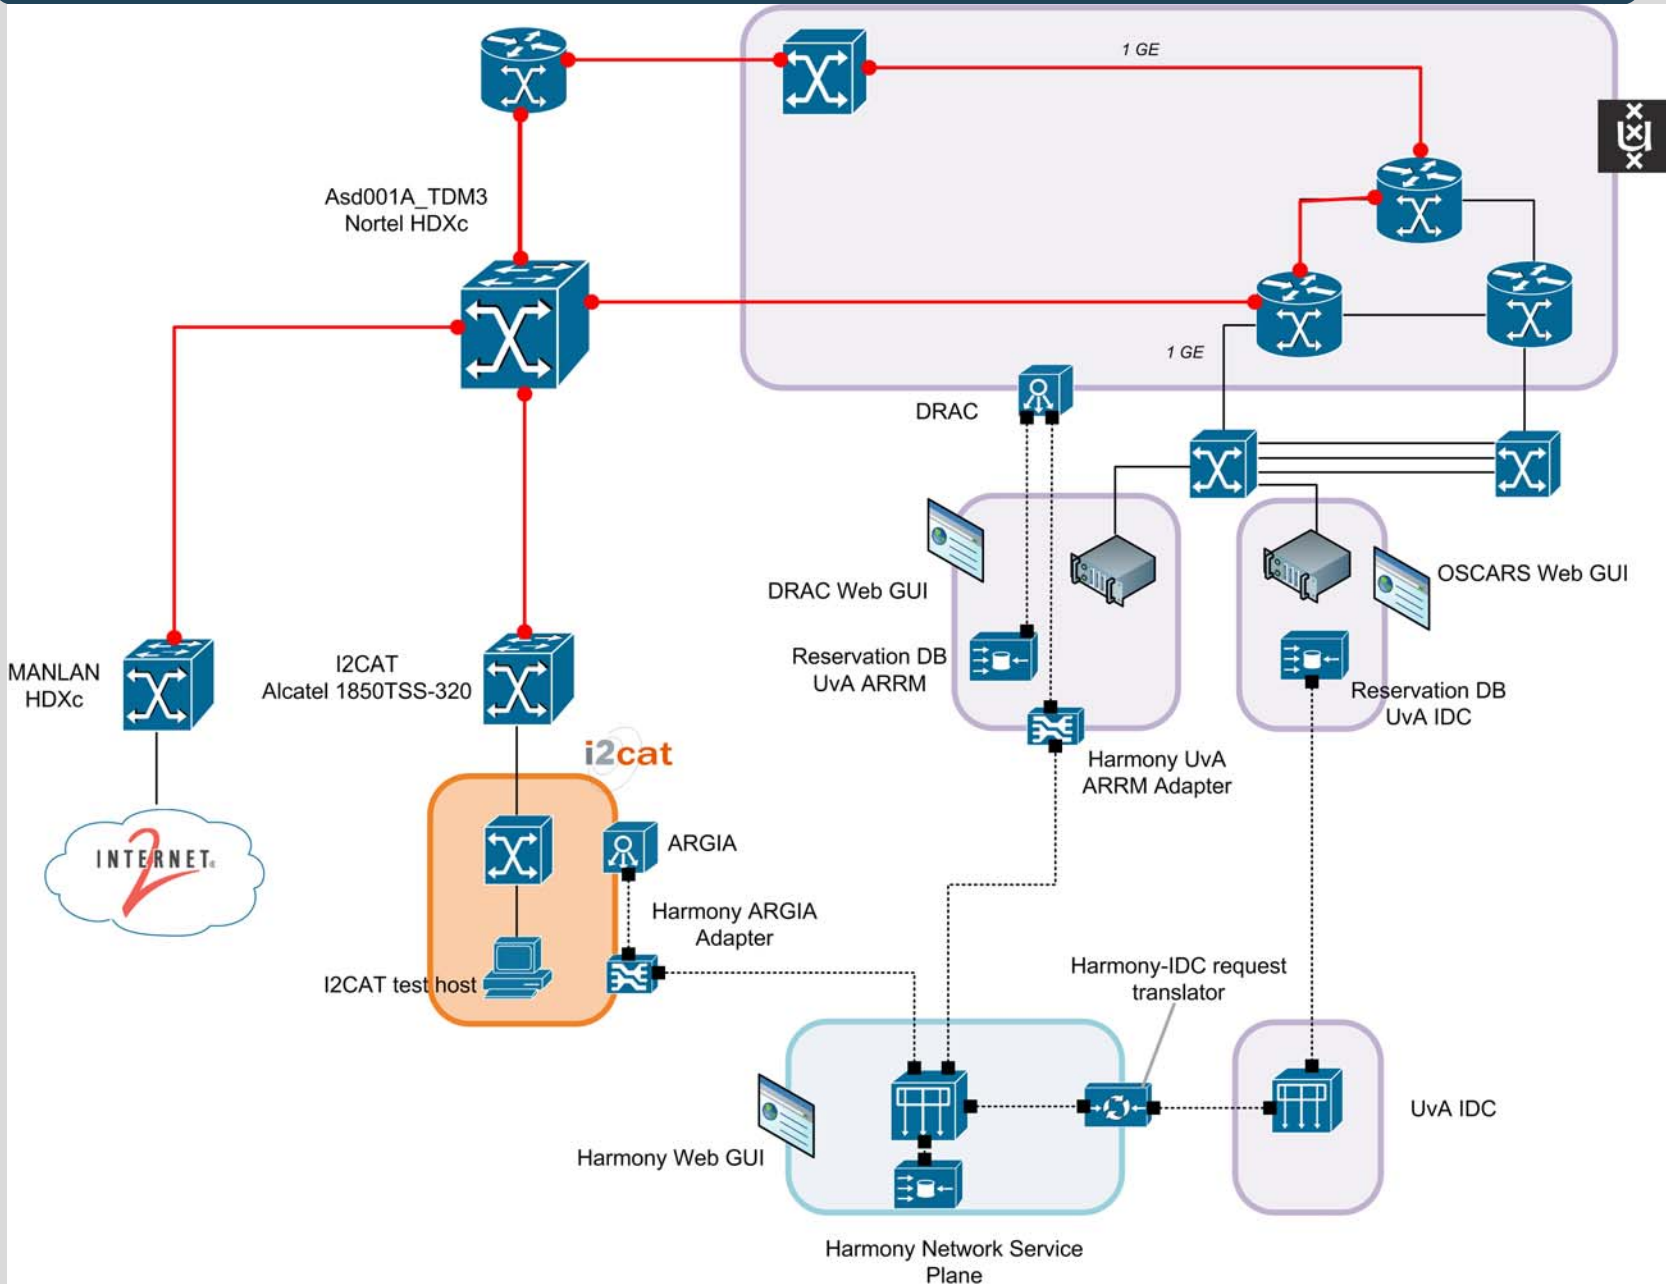 1 GE
U
Asd001A_TDM3
Nortel HDXc
1 GE
DRAC
DRAC Web GUI
OSCARS Web GUI
MANLAN
HDXc
I2CAT
Alcatel 1850TSS-320
Reservation DB
UvA ARRM
Reservation DB
UvA IDC
i2cat
Harmony UvA
ARRM Adapter
INTERNET
2
ARGIA
Harmony ARGIA
Adapter
I2CAT test host
Harmony-IDC request
translator
UvA IDC
Harmony Web GUI
Harmony Network Service
Plane